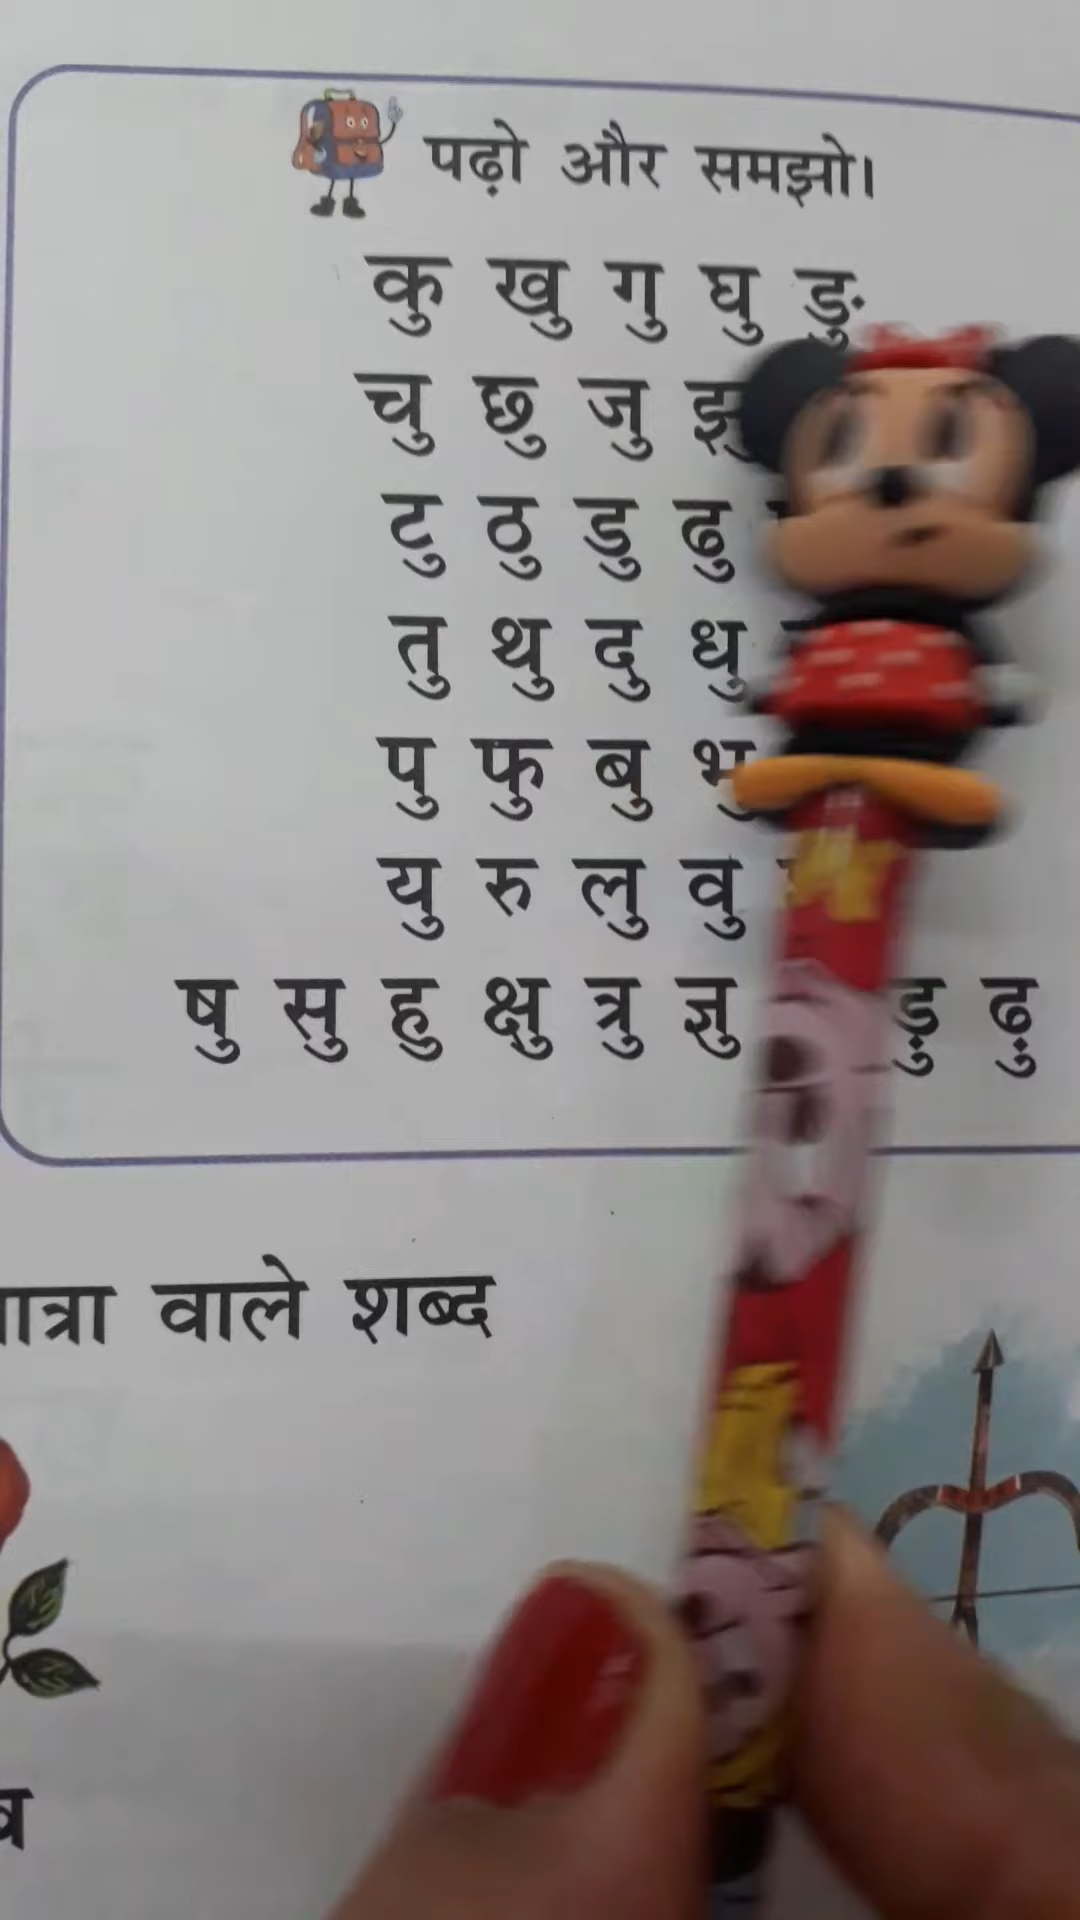 पढ़ो और समझो।
कु खु गु घु ङु
चु छु जु झु
टु ठु डु ढु
तु थु दु धु
पु फु बु भु
यु रु लु वु
षु सु हु क्षु त्रु ज्ञु ड़ु ढ़ु
वाले शब्द